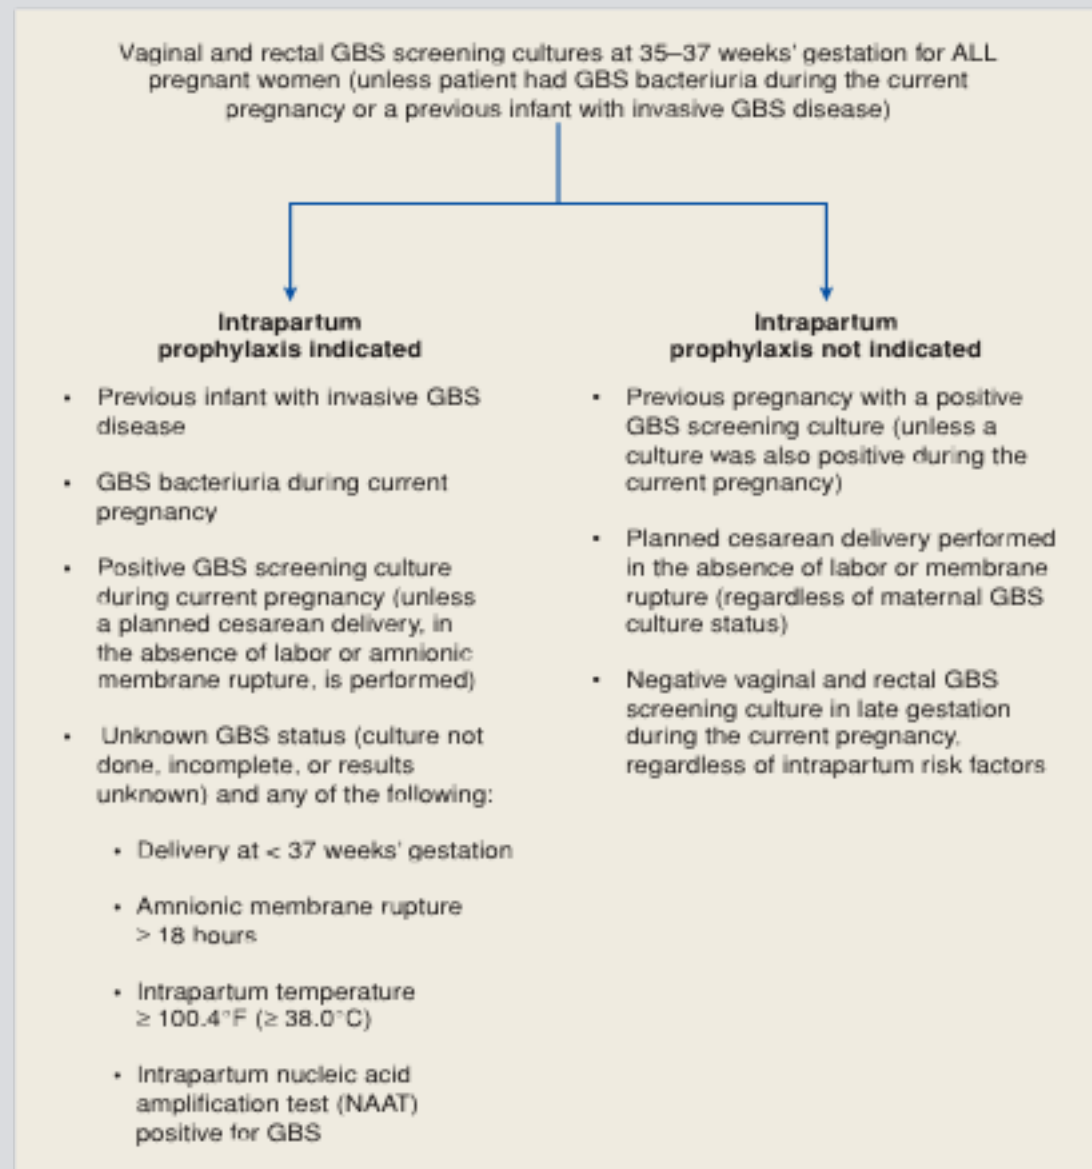 Vaginal and rectal GBS screening cultures at 35–37 weeks' gestation for ALL
pregnant women (unless patient had GBS bacteriuria during the current
pregnancy or a previous infant with invasive GBS disease)
Intrapartum
prophylaxis indicated
• Previous infant with invasive GBS
disease
• GBS bacteriuria during current
pregnancy
• Positive GBS screening culture
during current pregnancy (unless
a planned cesarean delivery, in
the absence of labor or amnionic
membrane rupture, is performed)
• Unknown GBS status (culture not
done, incomplete, or results
unknown) and any of the following:
• Delivery at < 37 weeks' gestation
• Amnionic membrane rupture
> 18 hours
• Intrapartum temperature
≥ 100.4°F (≥ 38.0°C)
• Intrapartum nucleic acid
amplification test (NAAT)
positive for GBS
Intrapartum
prophylaxis not indicated
• Previous pregnancy with a positive
GBS screening culture (unless a
culture was also positive during the
current pregnancy)
• Planned cesarean delivery performed
in the absence of labor or membrane
rupture (regardless of maternal GBS
culture status)
• Negative vaginal and rectal GBS
screening culture in late gestation
during the current pregnancy,
regardless of intrapartum risk factors